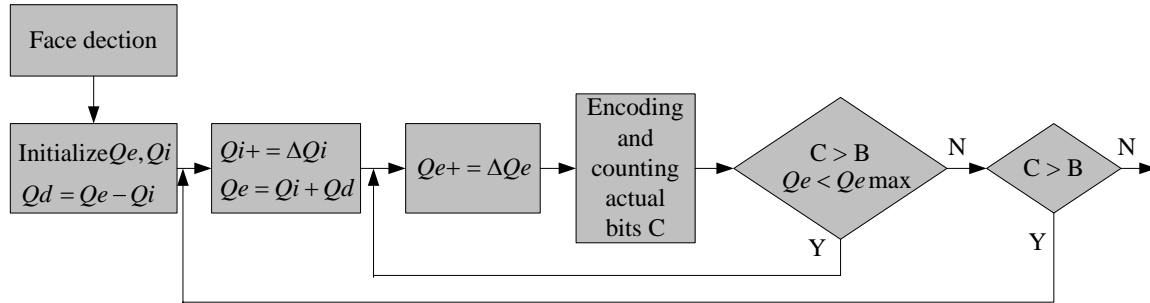 Face dection
Initialize Qe, Qi
Qd = Qe − Qi
Qi+ = ΔQi
Qe = Qi + Qd
Qe+ = ΔQe
Encoding
and
counting
actual
bits C
C > B
Qe < Qe max
N
Y
C > B
N
Y